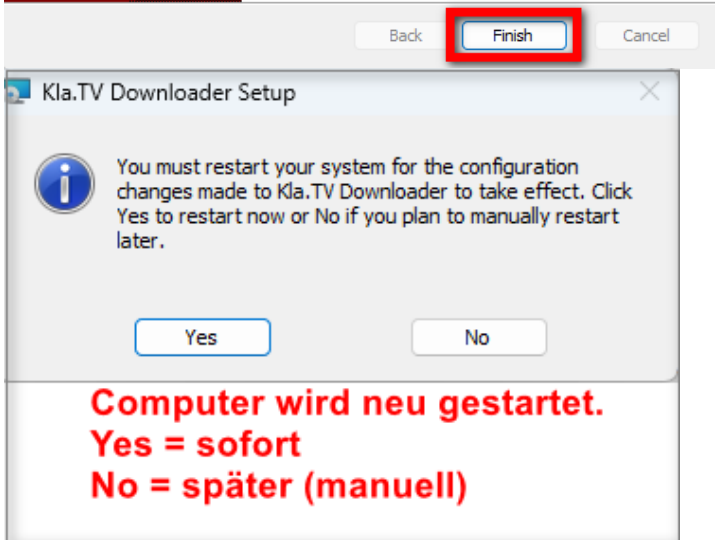 Back Finish Cancel
Kla.TV Downloader Setup
You must restart your system for the configuration
changes made to Kla.TV Downloader to take effect. Click
Yes to restart now or No if you plan to manually restart
later.
Yes No
Computer wird neu gestartet.
Yes = sofort
No = später (manuell)